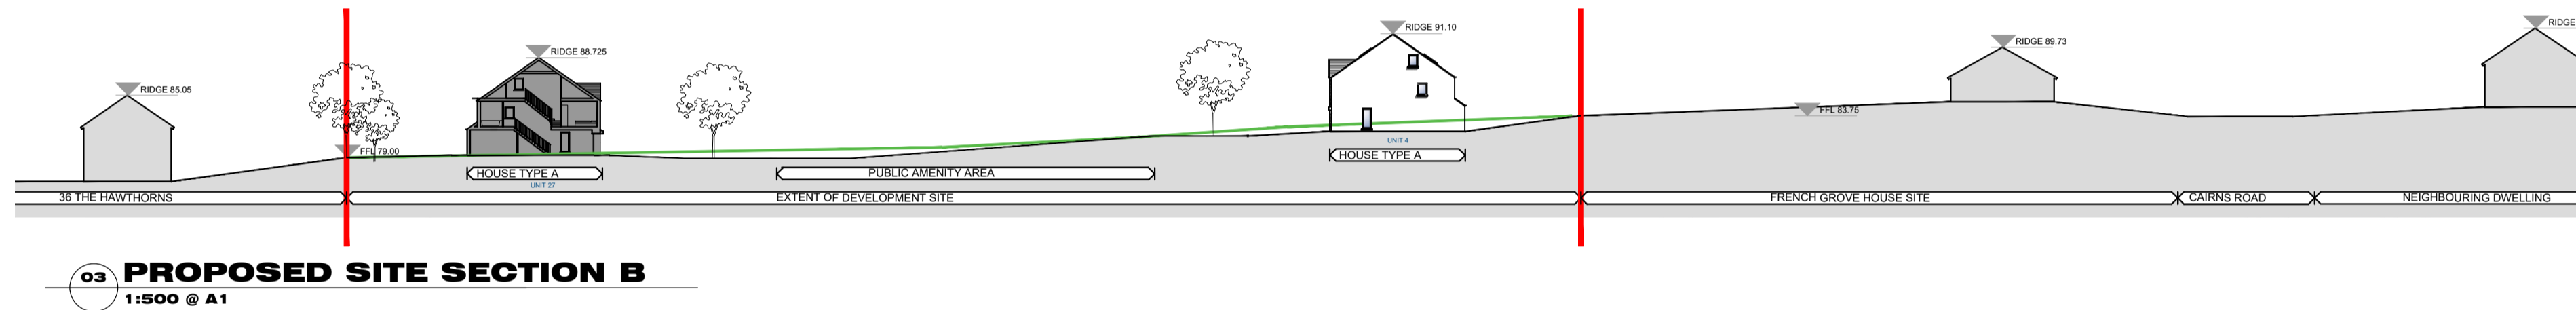 RIDGE 85.05
FFL 79.00
RIDGE 88.725
RIDGE 91.10
RIDGE 89.73
FFL 83.75
RIDGE
HOUSE TYPE A
UNIT 27
PUBLIC AMENITY AREA
UNIT 4
HOUSE TYPE A
36 THE HAWTHORNS
EXTENT OF DEVELOPMENT SITE
FRENCH GROVE HOUSE SITE
CAIRNS ROAD
NEIGHBOURING DWELLING
03 PROPOSED SITE SECTION B
1:500 @ A1